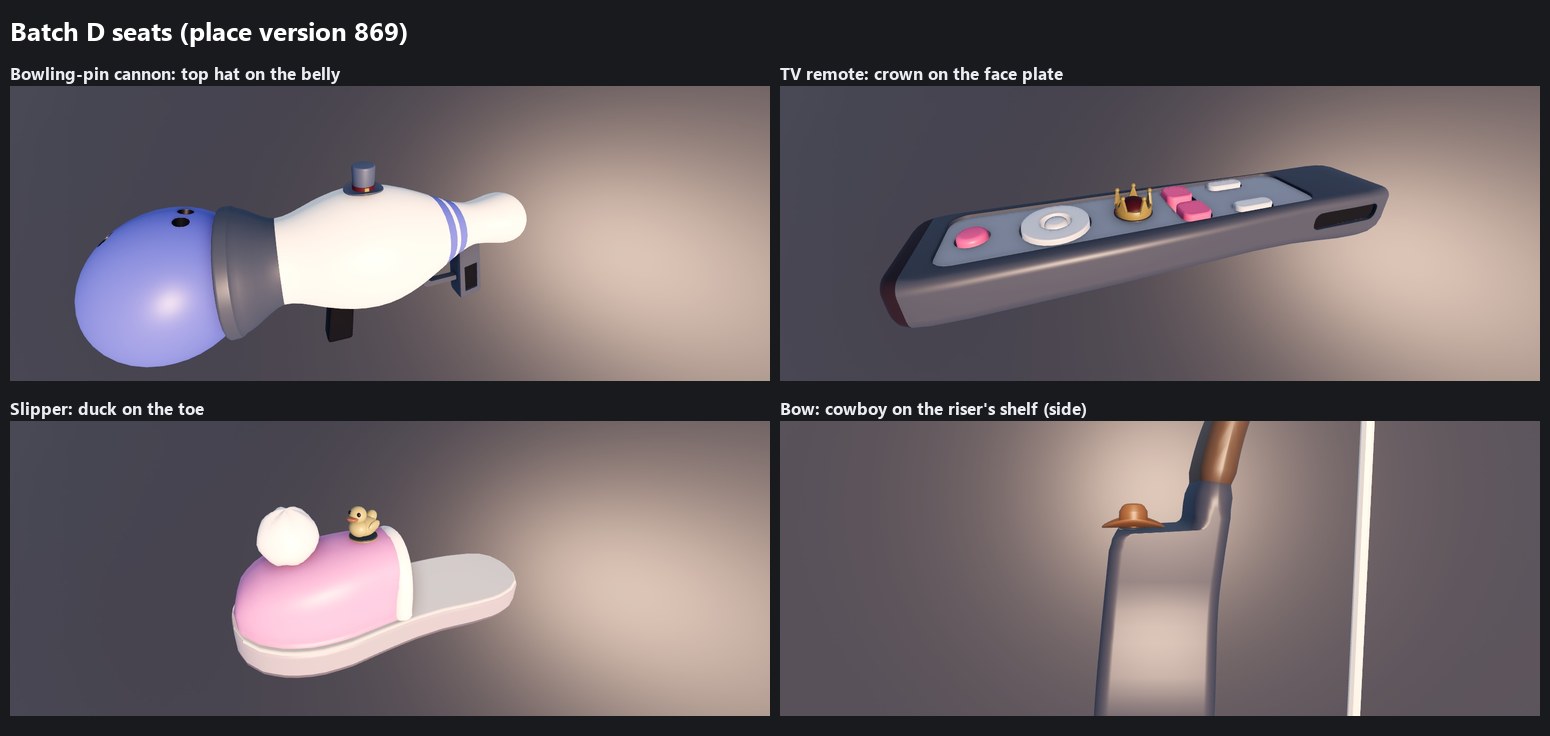 Batch D seats (place version 869)
Bowling-pin cannon: top hat on the belly
TV remote: crown on the face plate
Slipper: duck on the toe
Bow: cowboy on the riser's shelf (side)